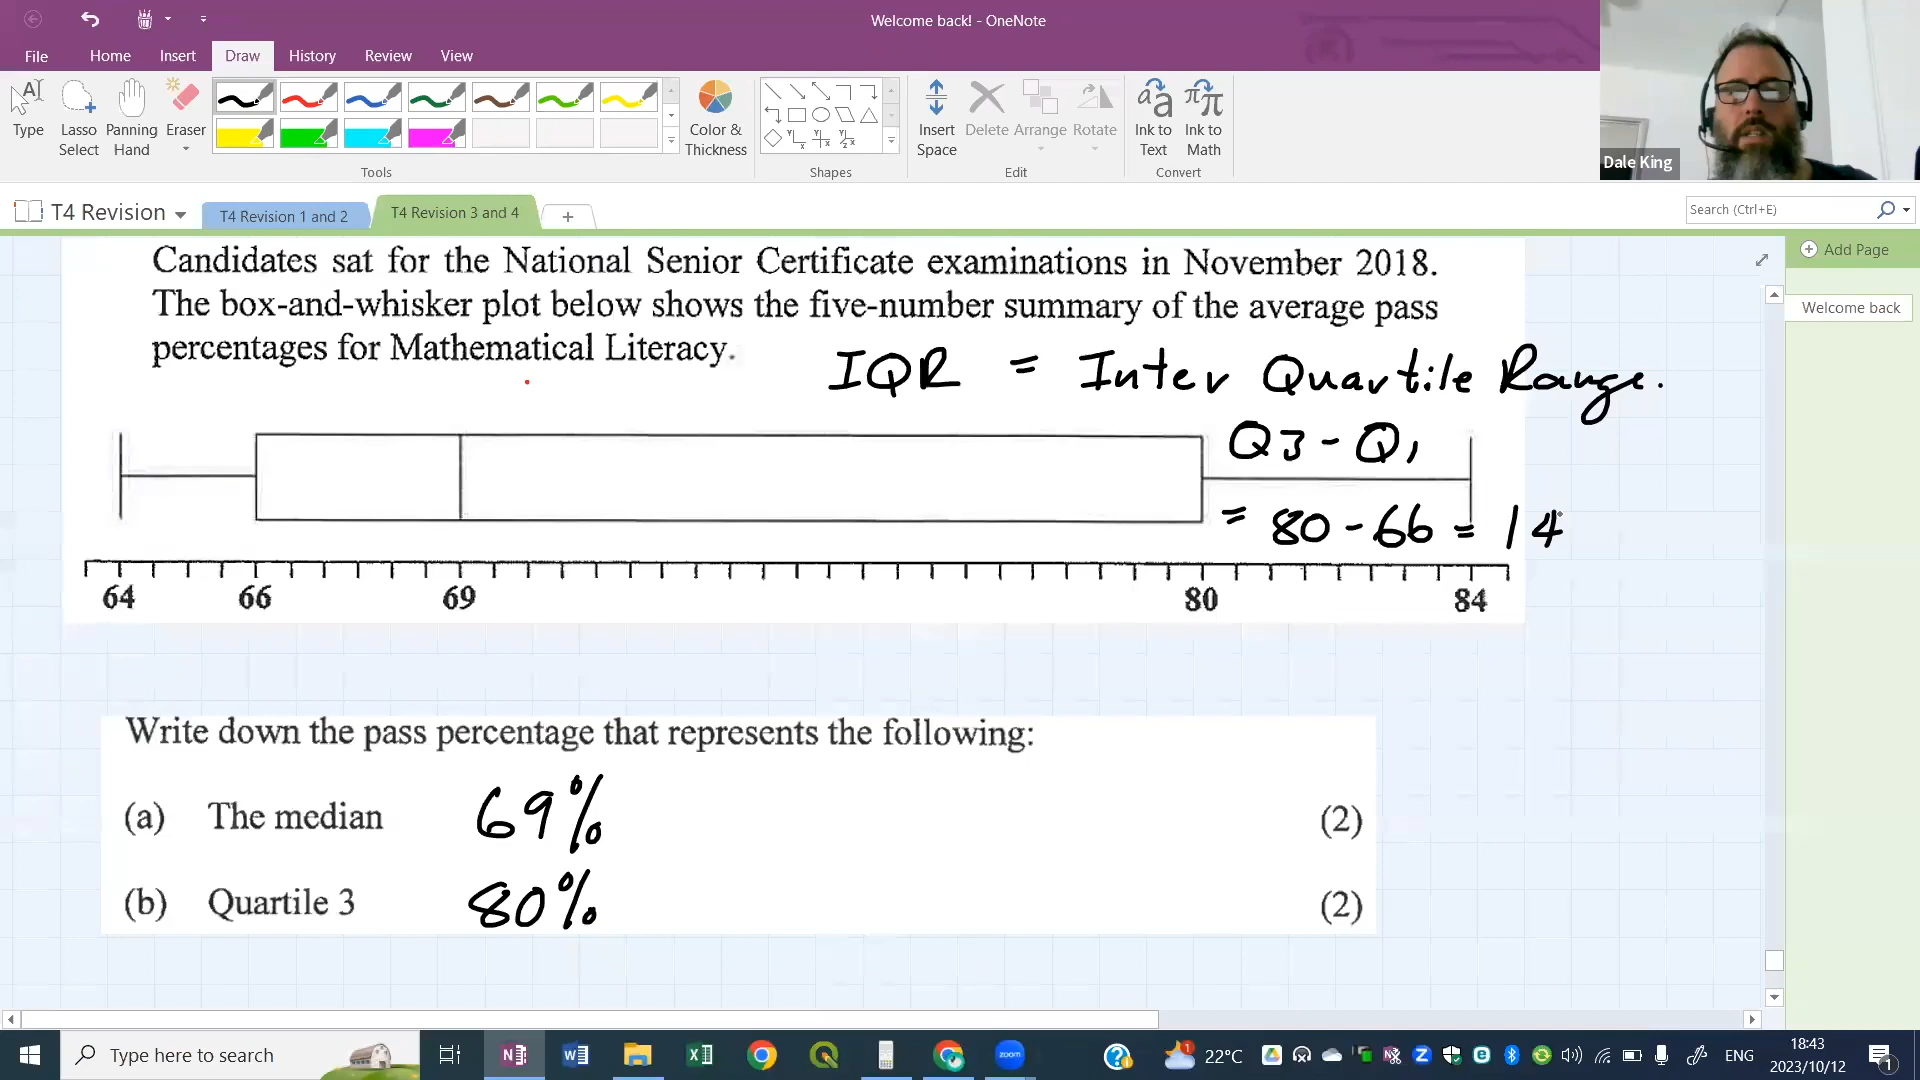 Welcome back! - OneNote
File Home Insert Draw History Review View
Type
Lasso Select
Panning Hand
Eraser
Color & Thickness
Insert Space
Delete
Arrange
Rotate
Ink to Text
Ink to Math
Tools
Shapes
Edit
Convert
Dale King
T4 Revision
T4 Revision 1 and 2
T4 Revision 3 and 4
Search (Ctrl+E)
Add Page
Welcome back
Candidates sat for the National Senior Certificate examinations in November 2018.
The box-and-whisker plot below shows the five-number summary of the average pass
percentages for Mathematical Literacy.
IQR = Inter Quartile Range.
Q3 - Q1
= 80 - 66 = 14
64 66 69 80 84
Write down the pass percentage that represents the following:
(a) The median 69% (2)
(b) Quartile 3 80% (2)
Type here to search
zoom
22°C
ENG
18:43
2023/10/12
1